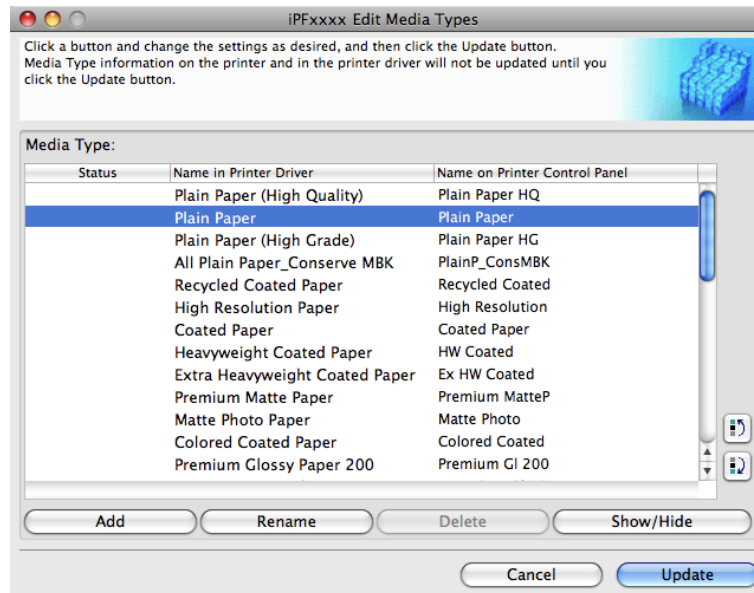 iPFxxxx Edit Media Types
Click a button and change the settings as desired, and then click the Update button.
Media Type information on the printer and in the printer driver will not be updated until you
click the Update button.
Media Type:
Status Name in Printer Driver Name on Printer Control Panel
Plain Paper (High Quality) Plain Paper HQ
Plain Paper Plain Paper
Plain Paper (High Grade) Plain Paper HG
All Plain Paper_Conserve MBK PlainP_ConsMBK
Recycled Coated Paper Recycled Coated
High Resolution Paper High Resolution
Coated Paper Coated Paper
Heavyweight Coated Paper HW Coated
Extra Heavyweight Coated Paper Ex HW Coated
Premium Matte Paper Premium MatteP
Matte Photo Paper Matte Photo
Colored Coated Paper Colored Coated
Premium Glossy Paper 200 Premium Gl 200
Add Rename Delete Show/Hide
Cancel Update